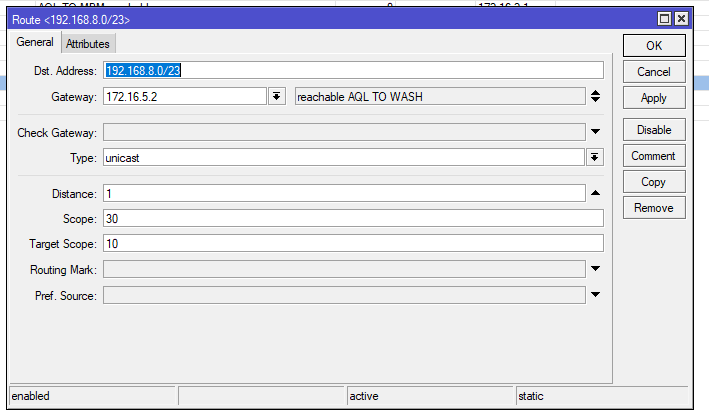 Route <192.168.8.0/23>
General Attributes
Dst. Address: 192.168.8.0/23
Gateway: 172.16.5.2 reachable AQL TO WASH
Check Gateway:
Type: unicast
Distance: 1
Scope: 30
Target Scope: 10
Routing Mark:
Pref. Source:
OK
Cancel
Apply
Disable
Comment
Copy
Remove
enabled active static